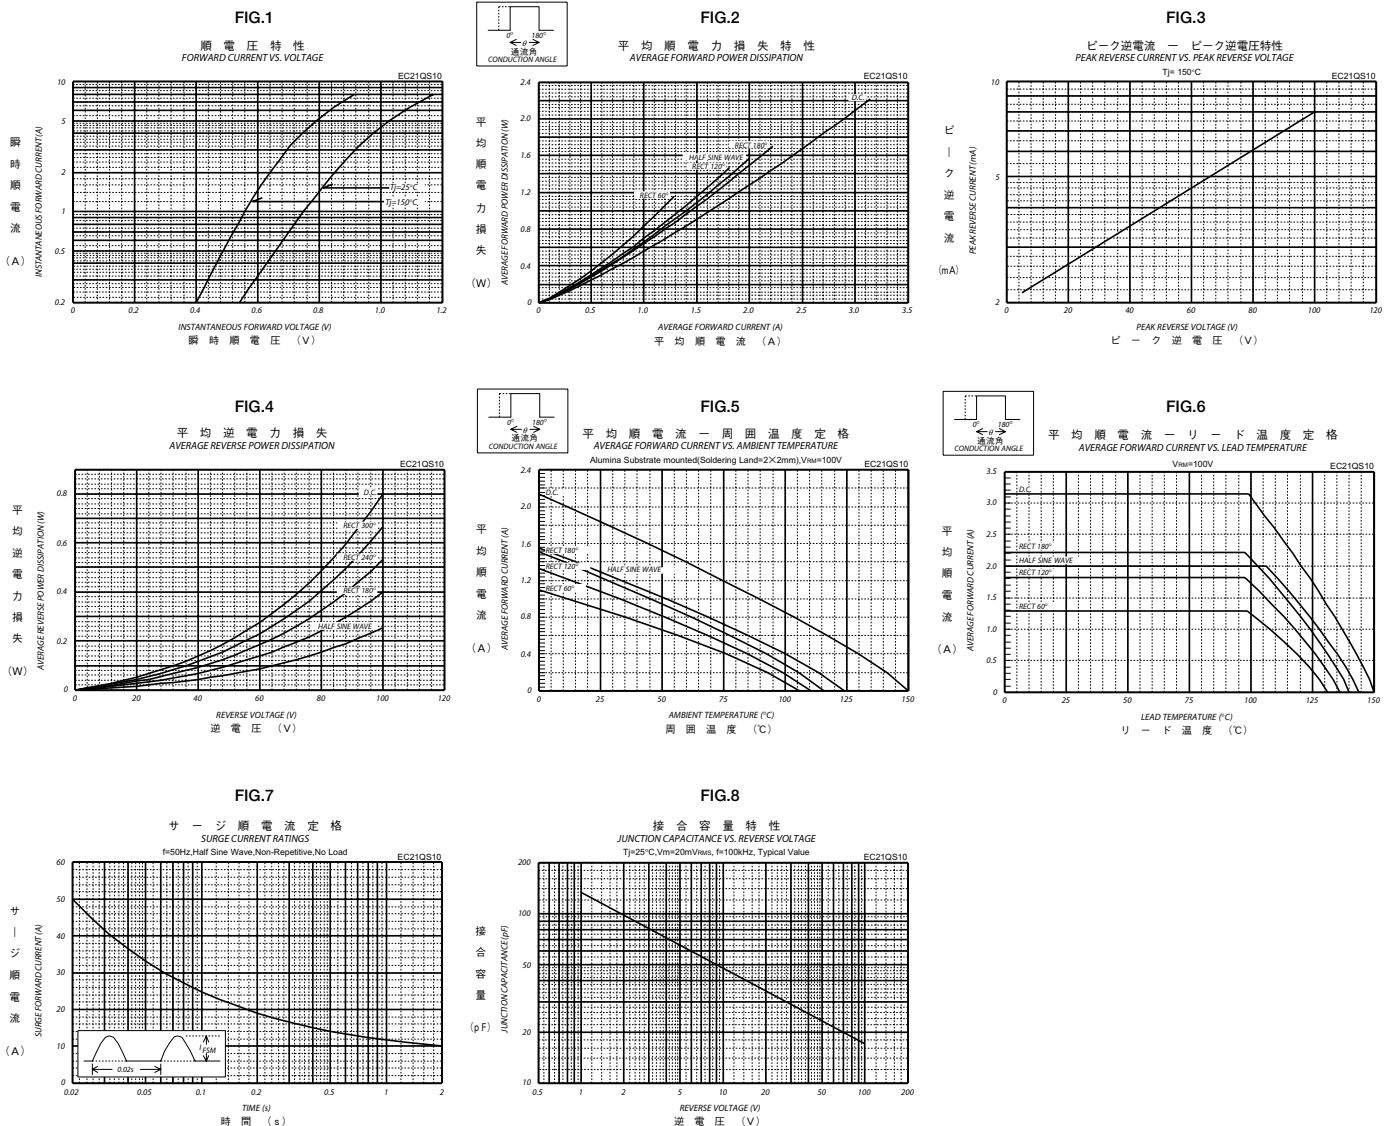 FIG.1
順 電 圧 特 性
FORWARD CURRENT VS. VOLTAGE
EC21QS10
10
5
2
1
0.5
0.2
瞬 時 順 電 流 (A)
INSTANTANEOUS FORWARD CURRENT (A)
Tj=25°C
Tj=150°C
0 0.2 0.4 0.6 0.8 1.0 1.2
INSTANTANEOUS FORWARD VOLTAGE (V)
瞬 時 順 電 圧 (V)
0° 180°
θ
通流角
CONDUCTION ANGLE
FIG.2
平 均 順 電 力 損 失 特 性
AVERAGE FORWARD POWER DISSIPATION
EC21QS10
2.4
2.0
1.6
1.2
0.8
0.4
0
平 均 順 電 力 損 失 (W)
AVERAGE FORWARD POWER DISSIPATION (W)
D.C.
RECT 180°
HALF SINE WAVE
RECT 120°
RECT 60°
0 0.5 1.0 1.5 2.0 2.5 3.0 3.5
AVERAGE FORWARD CURRENT (A)
平 均 順 電 流 (A)
FIG.3
ピーク逆電流 ー ピーク逆電圧特性
PEAK REVERSE CURRENT VS. PEAK REVERSE VOLTAGE
Tj= 150°C
EC21QS10
10
5
2
ピ ー ク 逆 電 流 (mA)
PEAK REVERSE CURRENT (mA)
0 20 40 60 80 100 120
PEAK REVERSE VOLTAGE (V)
ピ ー ク 逆 電 圧 (V)
FIG.4
平 均 逆 電 力 損 失
AVERAGE REVERSE POWER DISSIPATION
EC21QS10
0.8
0.6
0.4
0.2
0
平 均 逆 電 力 損 失 (W)
AVERAGE REVERSE POWER DISSIPATION (W)
D.C.
RECT 300°
RECT 240°
RECT 180°
HALF SINE WAVE
0 20 40 60 80 100 120
REVERSE VOLTAGE (V)
逆 電 圧 (V)
0° 180°
θ
通流角
CONDUCTION ANGLE
FIG.5
平 均 順 電 流 ー 周 囲 温 度 定 格
AVERAGE FORWARD CURRENT VS. AMBIENT TEMPERATURE
Alumina Substrate mounted(Soldering Land=2×2mm),VRM=100V
EC21QS10
2.4
2.0
1.6
1.2
0.8
0.4
0
平 均 順 電 流 (A)
AVERAGE FORWARD CURRENT (A)
D.C.
RECT 180°
HALF SINE WAVE
RECT 120°
RECT 60°
0 25 50 75 100 125 150
AMBIENT TEMPERATURE (°C)
周 囲 温 度 (℃)
0° 180°
θ
通流角
CONDUCTION ANGLE
FIG.6
平 均 順 電 流 ー リ ー ド 温 度 定 格
AVERAGE FORWARD CURRENT VS. LEAD TEMPERATURE
VRM=100V
EC21QS10
3.5
3.0
2.5
2.0
1.5
1.0
0.5
0
平 均 順 電 流 (A)
AVERAGE FORWARD CURRENT (A)
D.C.
RECT 180°
HALF SINE WAVE
RECT 120°
RECT 60°
0 25 50 75 100 125 150
LEAD TEMPERATURE (°C)
リ ー ド 温 度 (℃)
FIG.7
サ ー ジ 順 電 流 定 格
SURGE CURRENT RATINGS
f=50Hz,Half Sine Wave,Non-Repetitive,No Load
EC21QS10
60
50
40
30
20
10
0
サ ー ジ 順 電 流 (A)
SURGE FORWARD CURRENT (A)
IFSM
0.02s
0.02 0.05 0.1 0.2 0.5 1 2
TIME (s)
時 間 (s)
FIG.8
接 合 容 量 特 性
JUNCTION CAPACITANCE VS. REVERSE VOLTAGE
Tj=25°C,Vm=20mVRMS, f=100kHz, Typical Value
EC21QS10
200
100
50
20
10
接 合 容 量 (pF)
JUNCTION CAPACITANCE (pF)
0.5 1 2 5 10 20 50 100 200
REVERSE VOLTAGE (V)
逆 電 圧 (V)